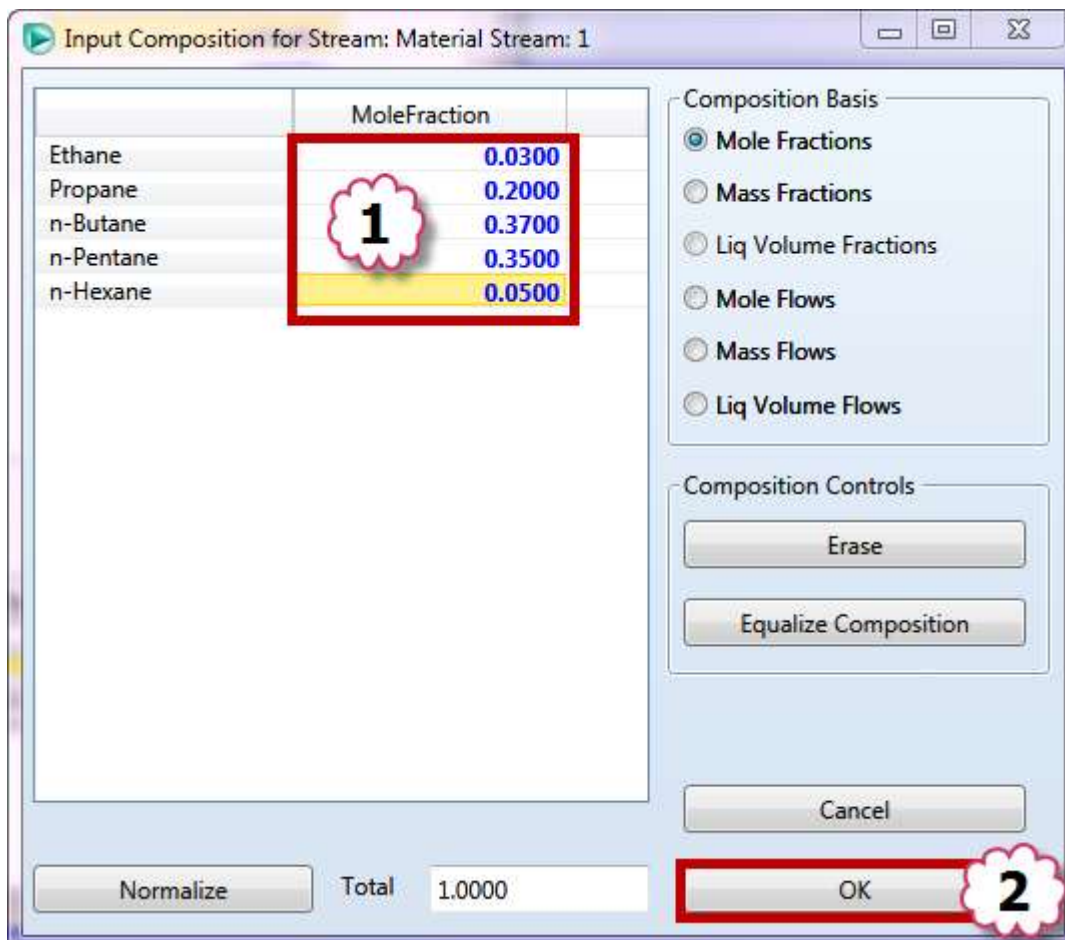 Input Composition for Stream: Material Stream: 1
MoleFraction
Ethane 0.0300
Propane 0.2000
n-Butane 0.3700
n-Pentane 0.3500
n-Hexane 0.0500
1
Composition Basis
Mole Fractions
Mass Fractions
Liq Volume Fractions
Mole Flows
Mass Flows
Liq Volume Flows
Composition Controls
Erase
Equalize Composition
Cancel
Normalize Total 1.0000
OK 2